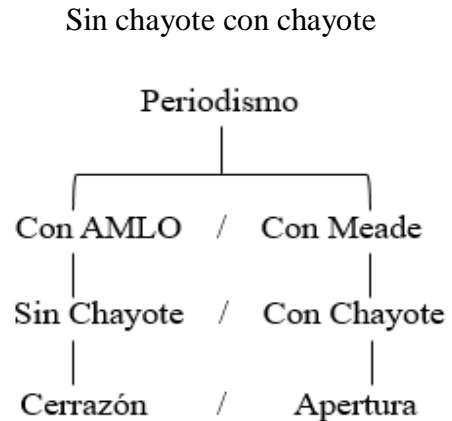 Sin chayote con chayote
Periodismo
Con AMLO / Con Meade
Sin Chayote / Con Chayote
Cerrazón / Apertura